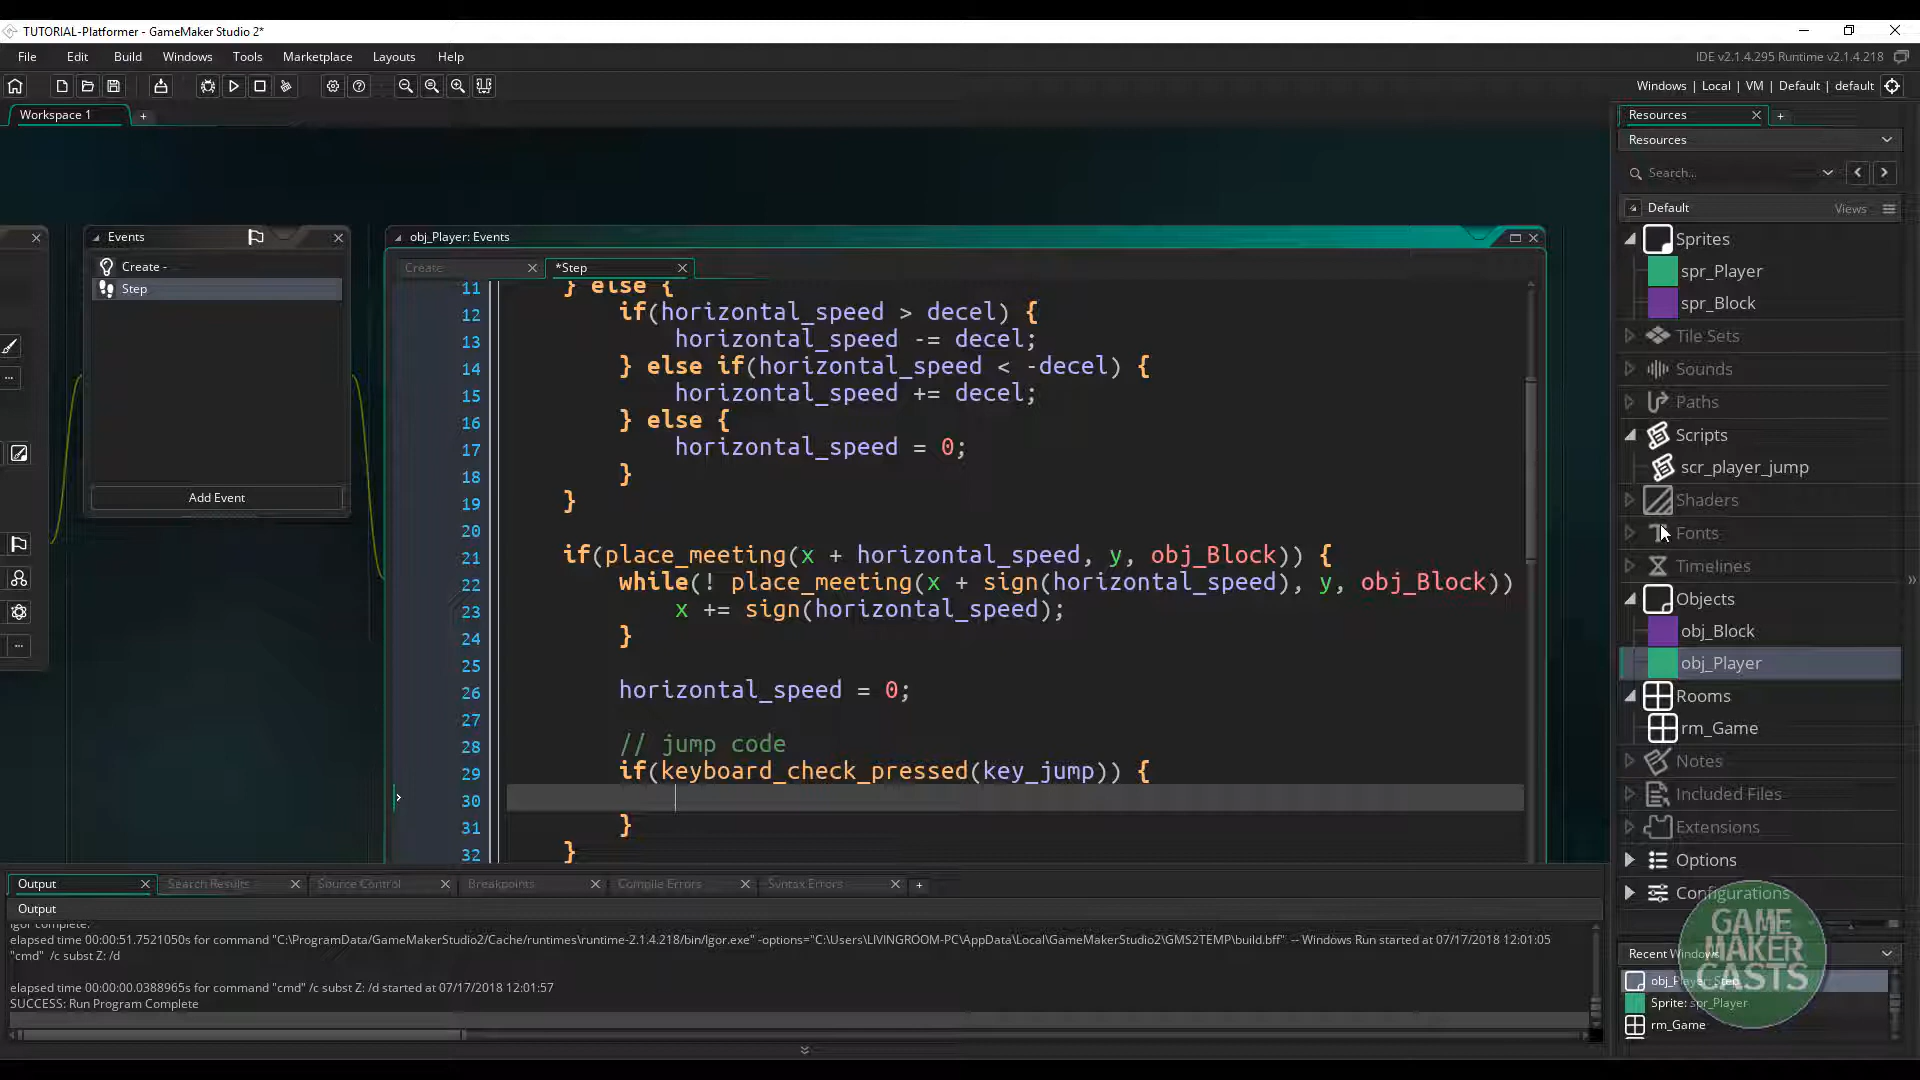 TUTORIAL-Platformer - GameMaker Studio 2*
File Edit Build Windows Tools Marketplace Layouts Help
IDE v2.1.4.295 Runtime v2.1.4.218
Windows | Local | VM | Default | default
Workspace 1
+
Resources
+
Resources
Search...
Default
Views
Sprites
spr_Player
spr_Block
Tile Sets
Sounds
Paths
Scripts
scr_player_jump
Shaders
Fonts
Timelines
Objects
obj_Block
obj_Player
Rooms
rm_Game
Notes
Included Files
Extensions
Options
Configurations
Events
Create -
Step
Add Event
obj_Player: Events
Create
*Step
11 } else {
12 if(horizontal_speed > decel) {
13 horizontal_speed -= decel;
14 } else if(horizontal_speed < -decel) {
15 horizontal_speed += decel;
16 } else {
17 horizontal_speed = 0;
18 }
19 }
20
21 if(place_meeting(x + horizontal_speed, y, obj_Block)) {
22 while(! place_meeting(x + sign(horizontal_speed), y, obj_Block))
23 x += sign(horizontal_speed);
24 }
25
26 horizontal_speed = 0;
27
28 // jump code
29 if(keyboard_check_pressed(key_jump)) {
30
31 }
32 }
Output Search Results Source Control Breakpoints Compile Errors Syntax Errors +
Output
Igor complete.
elapsed time 00:00:51.7521050s for command "C:\ProgramData/GameMakerStudio2/Cache/runtimes\runtime-2.1.4.218/bin/Igor.exe" -options="C:\Users\LIVINGROOM-PC\AppData\Local\GameMakerStudio2\GMS2TEMP\build.bff" -- Windows Run started at 07/17/2018 12:01:05
"cmd" /c subst Z: /d
elapsed time 00:00:00.0388965s for command "cmd" /c subst Z: /d started at 07/17/2018 12:01:57
SUCCESS: Run Program Complete
Recent Windows
obj_Player: Step
Sprite: spr_Player
rm_Game
GAME
MAKER
CASTS